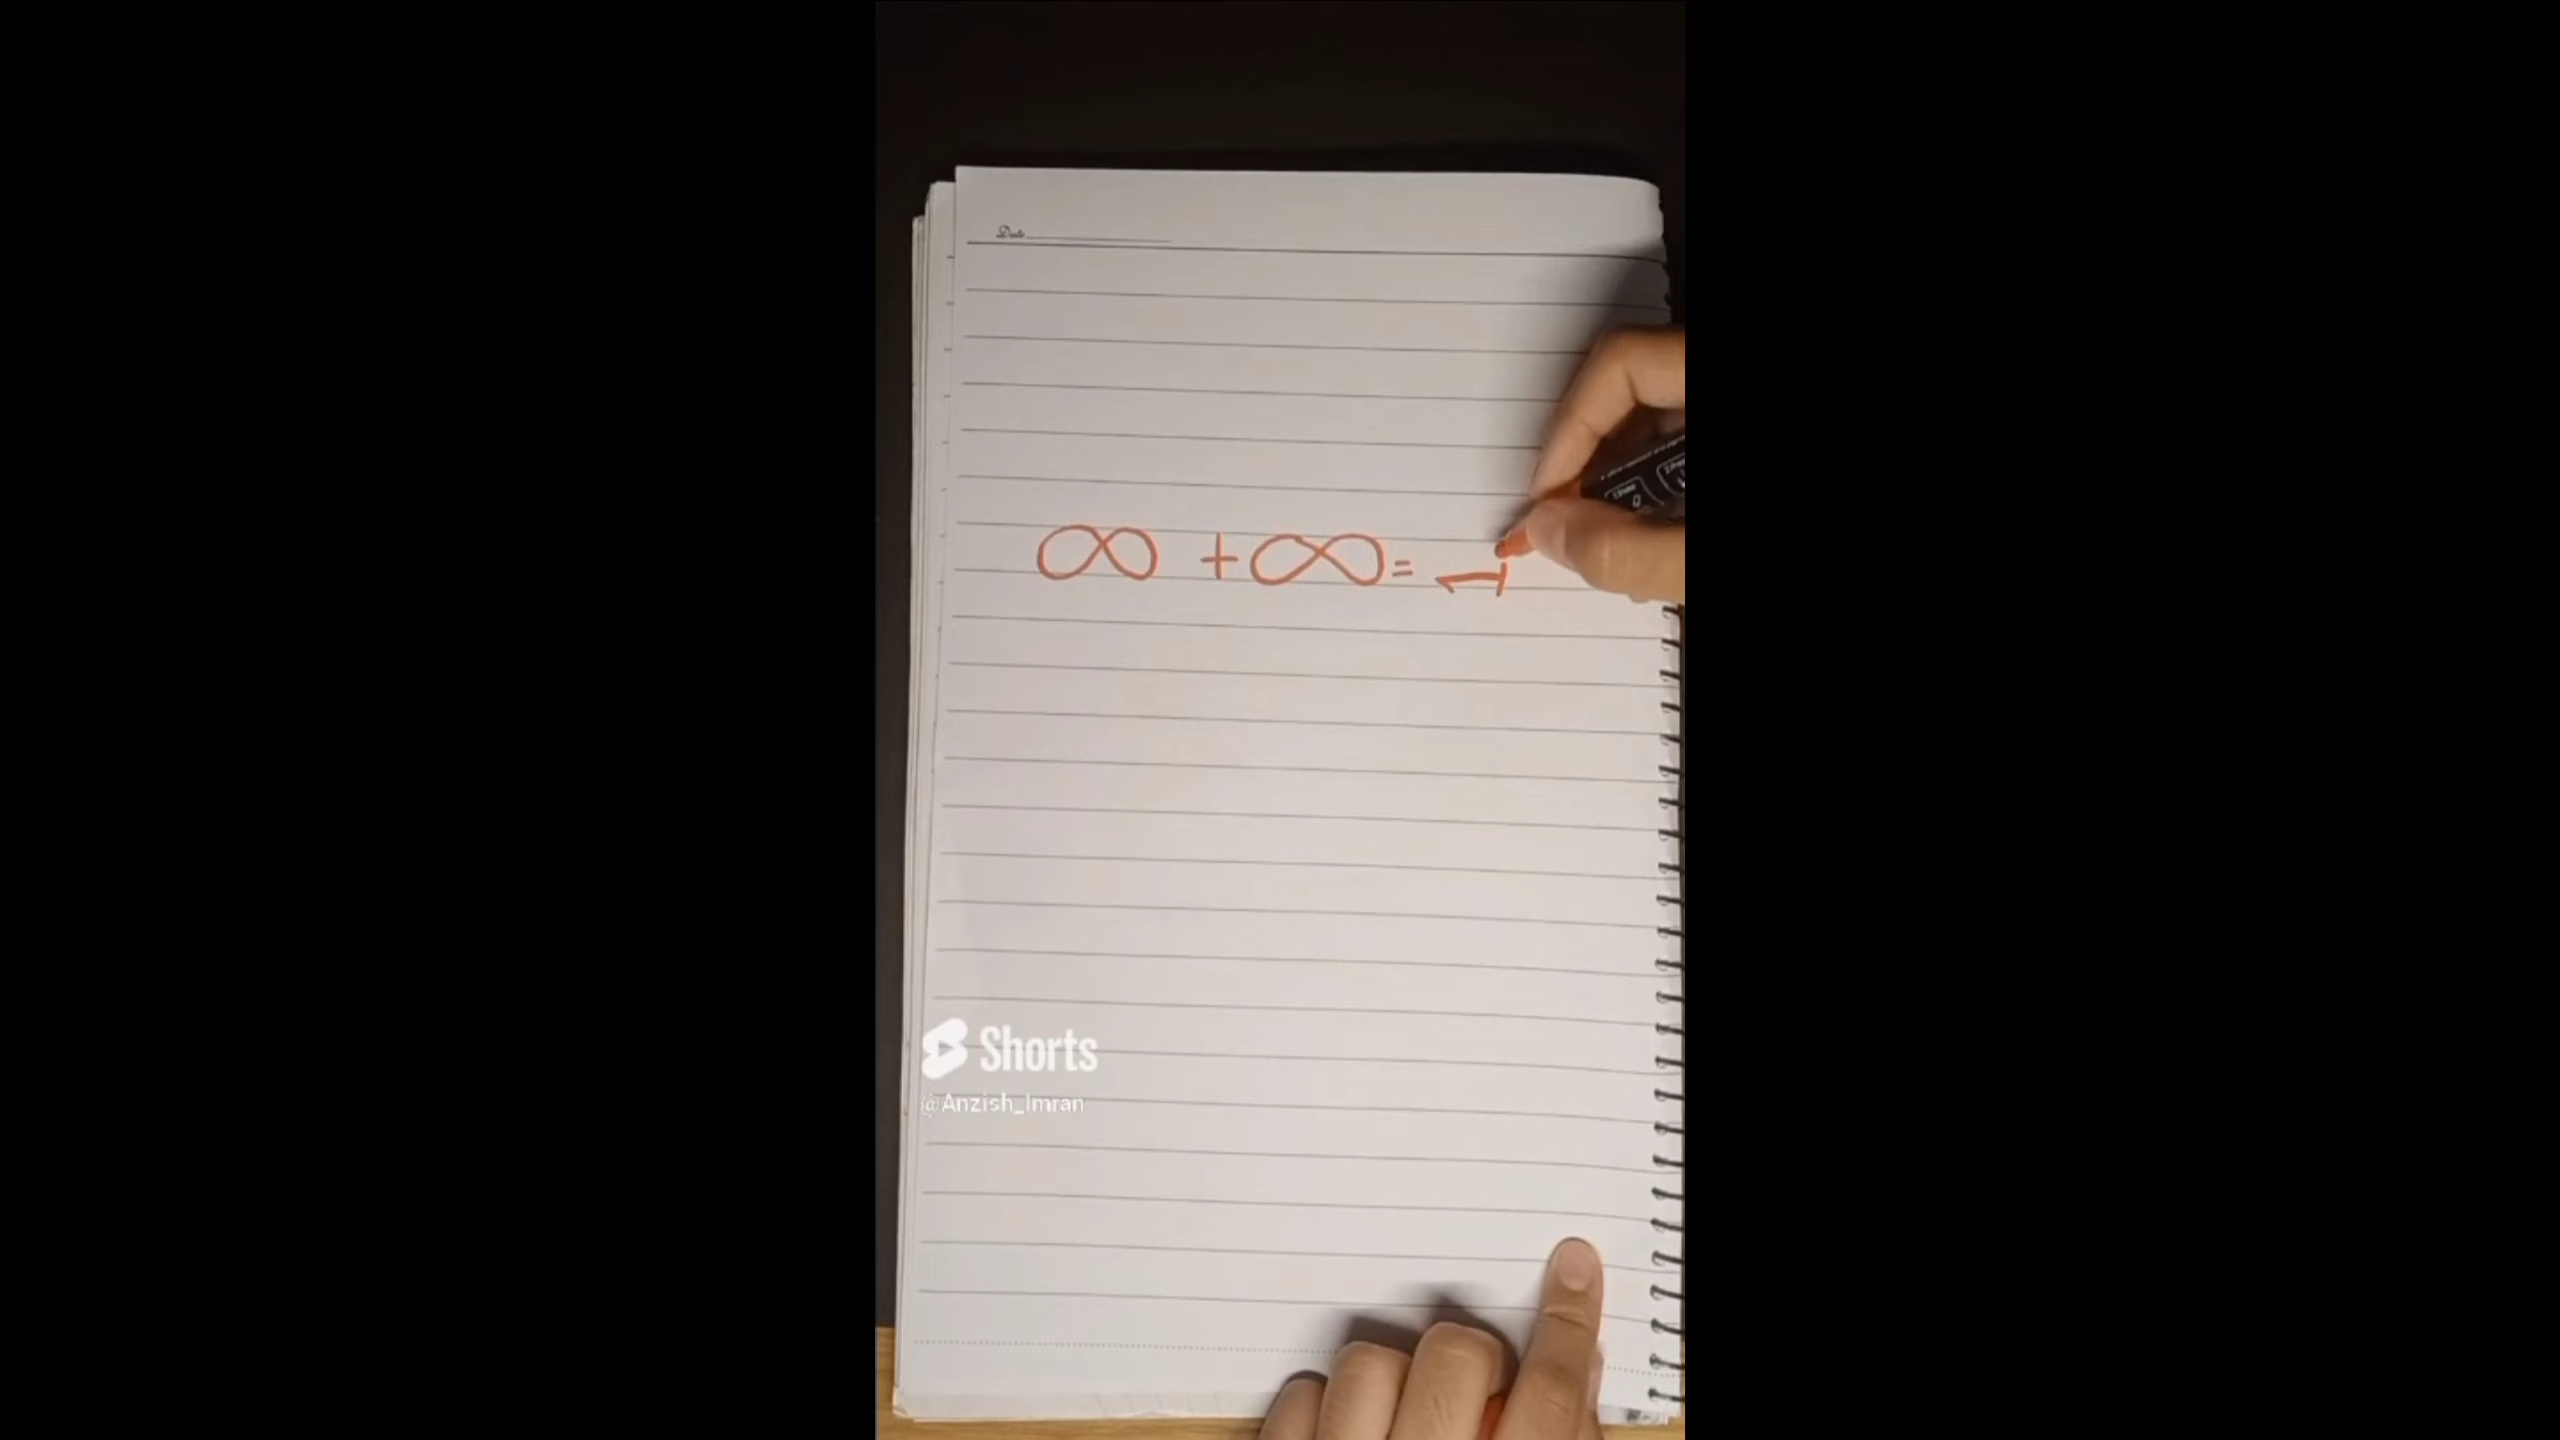 Date
∞ + ∞ =
Shorts
@Anzish_Imran